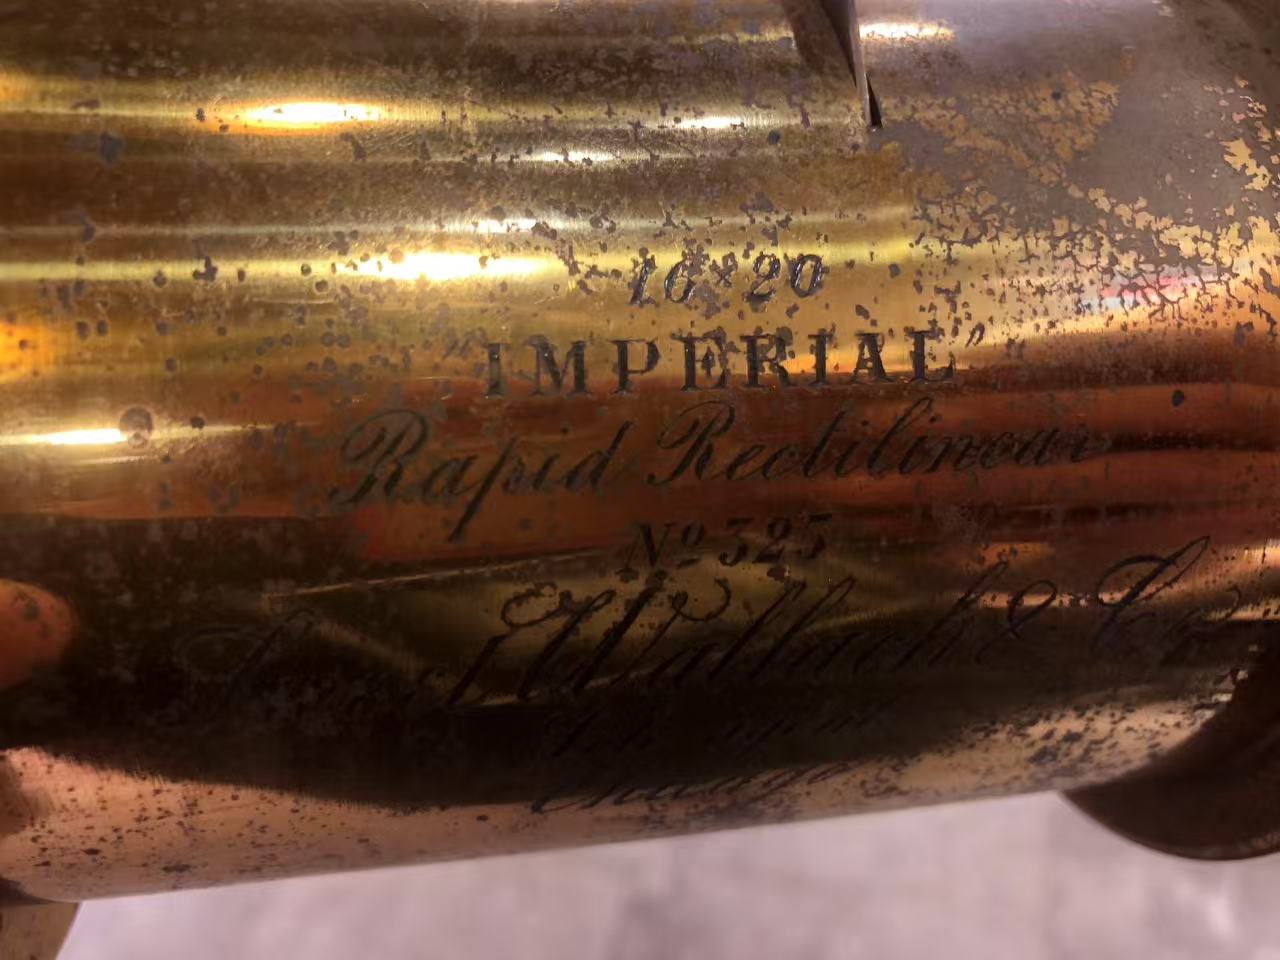 16×20
"IMPERIAL"
Rapid Rectilinear
Nº 325
Wallach & Co
Chicago